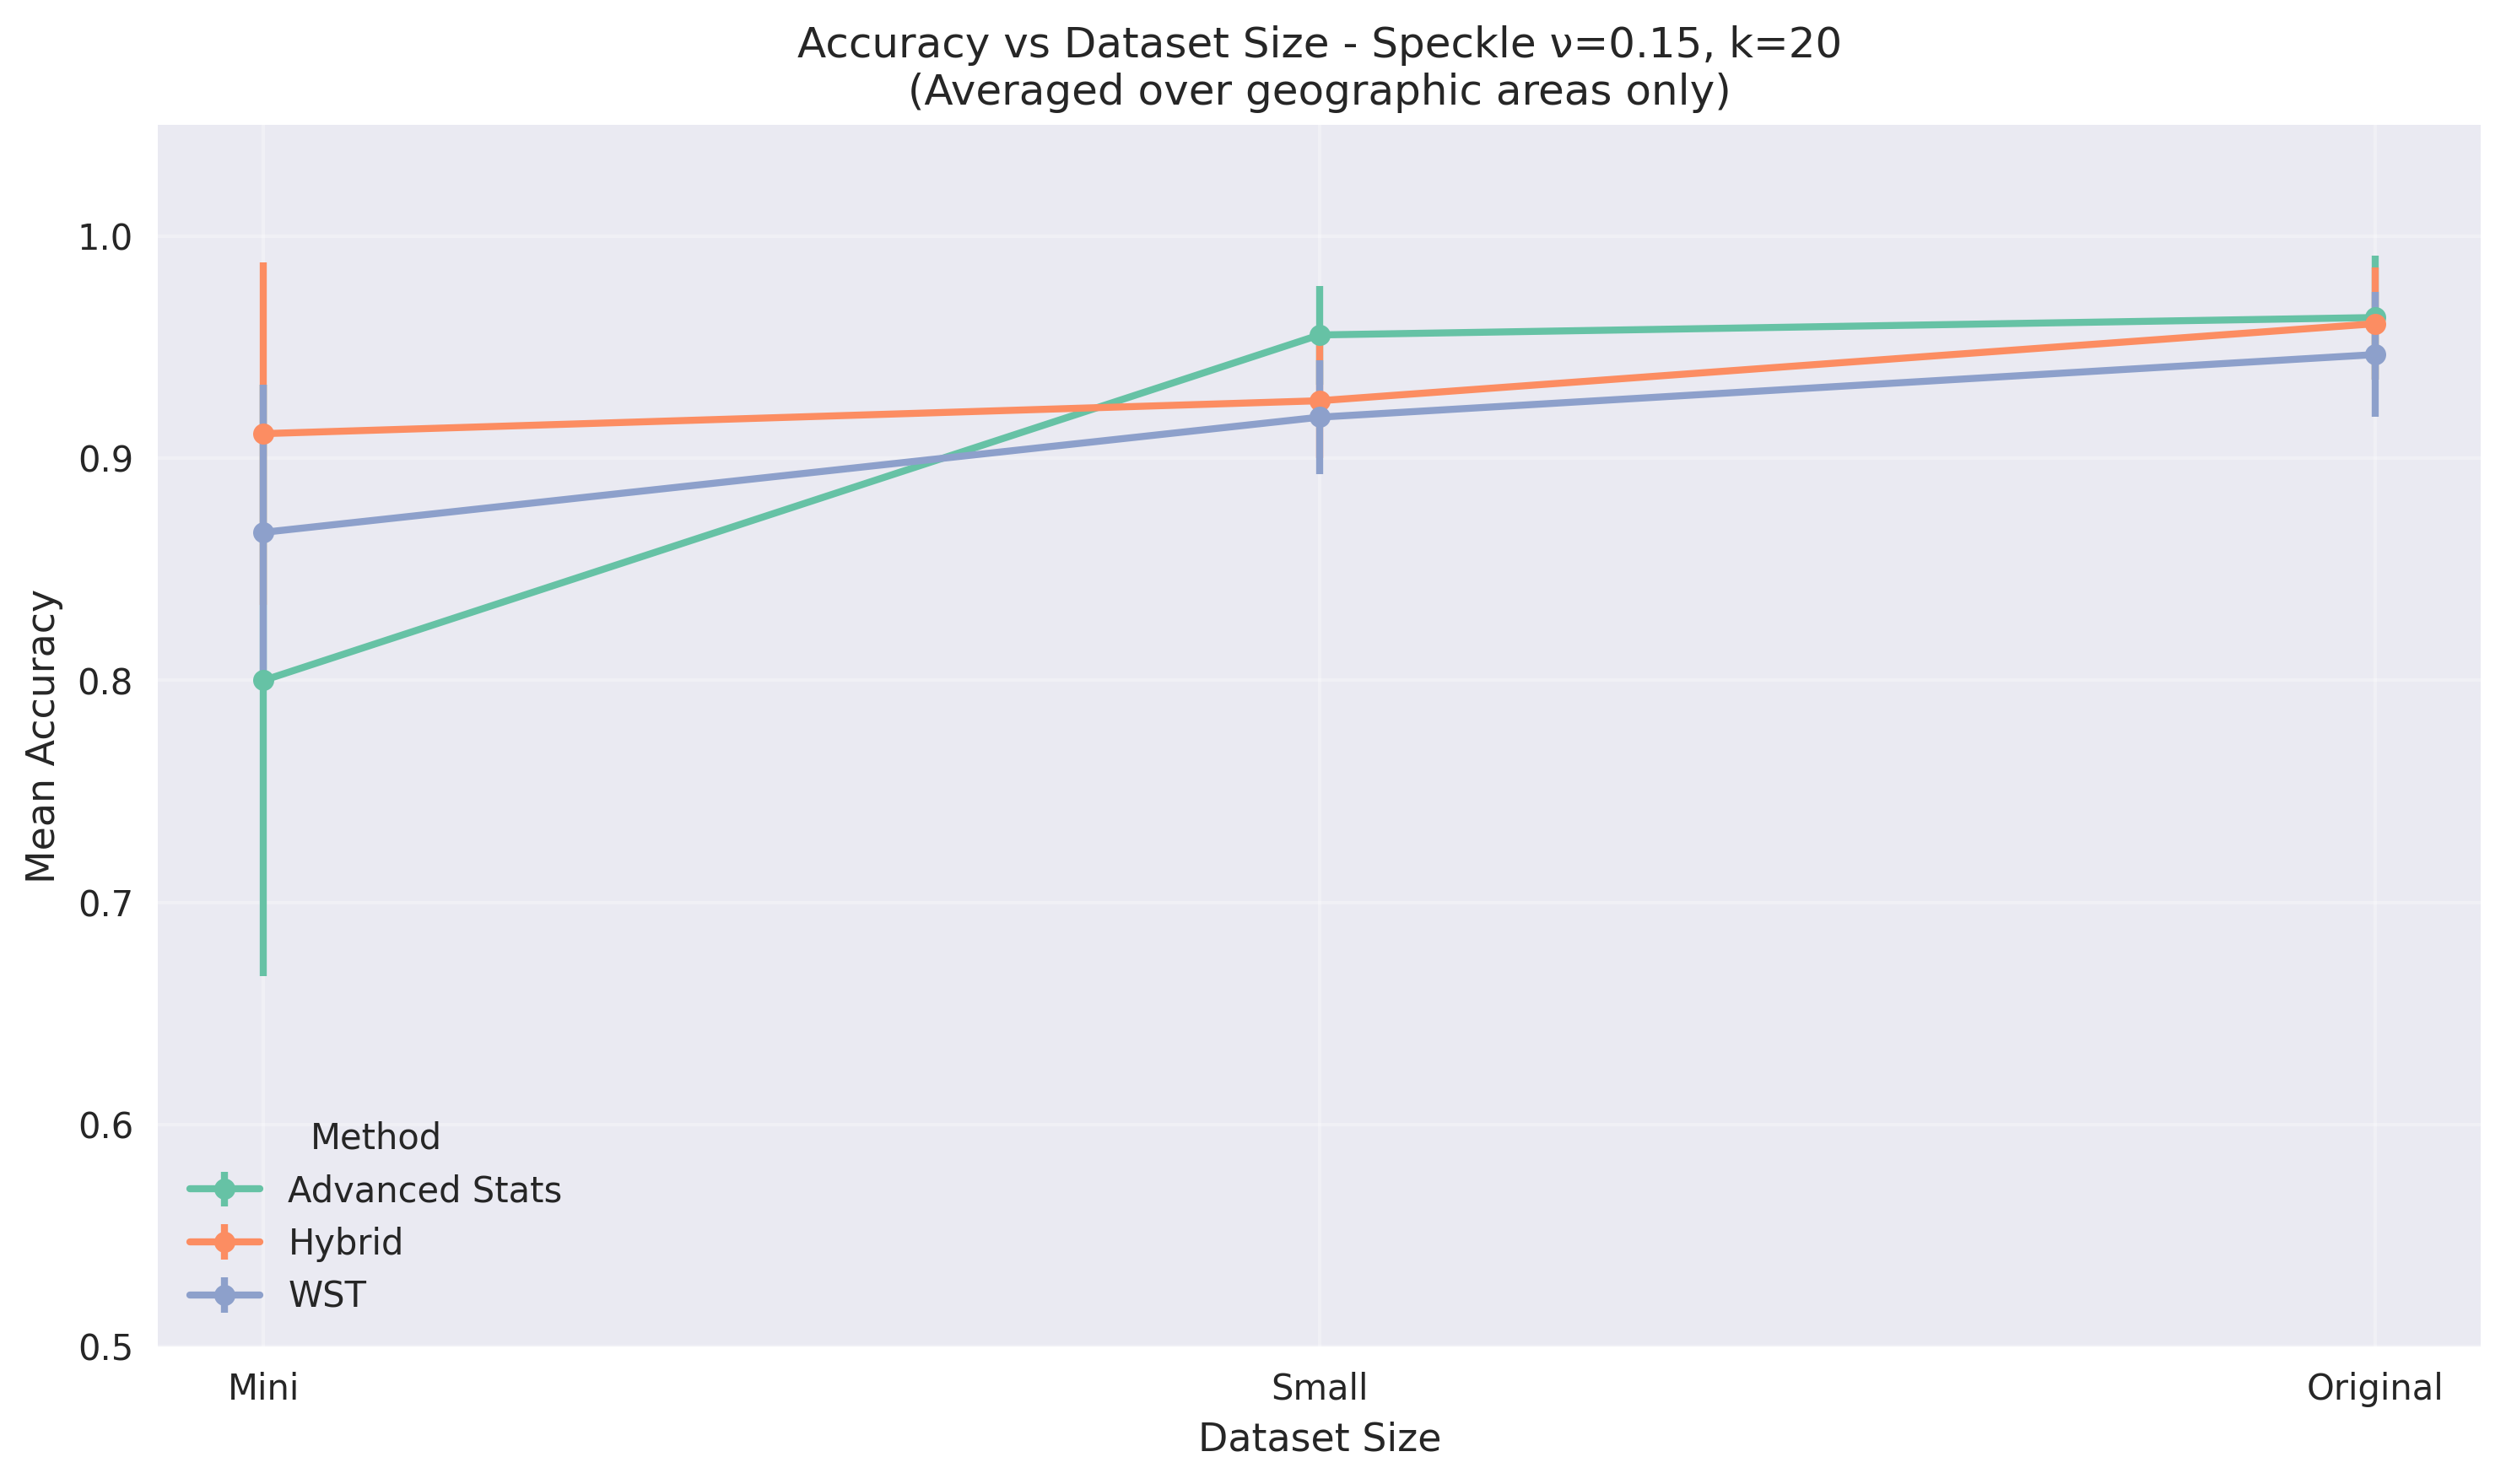 Accuracy vs Dataset Size - Speckle ν=0.15, k=20
(Averaged over geographic areas only)
Mean Accuracy
1.0
0.9
0.8
0.7
0.6
0.5
Method
Advanced Stats
Hybrid
WST
Mini
Small
Original
Dataset Size